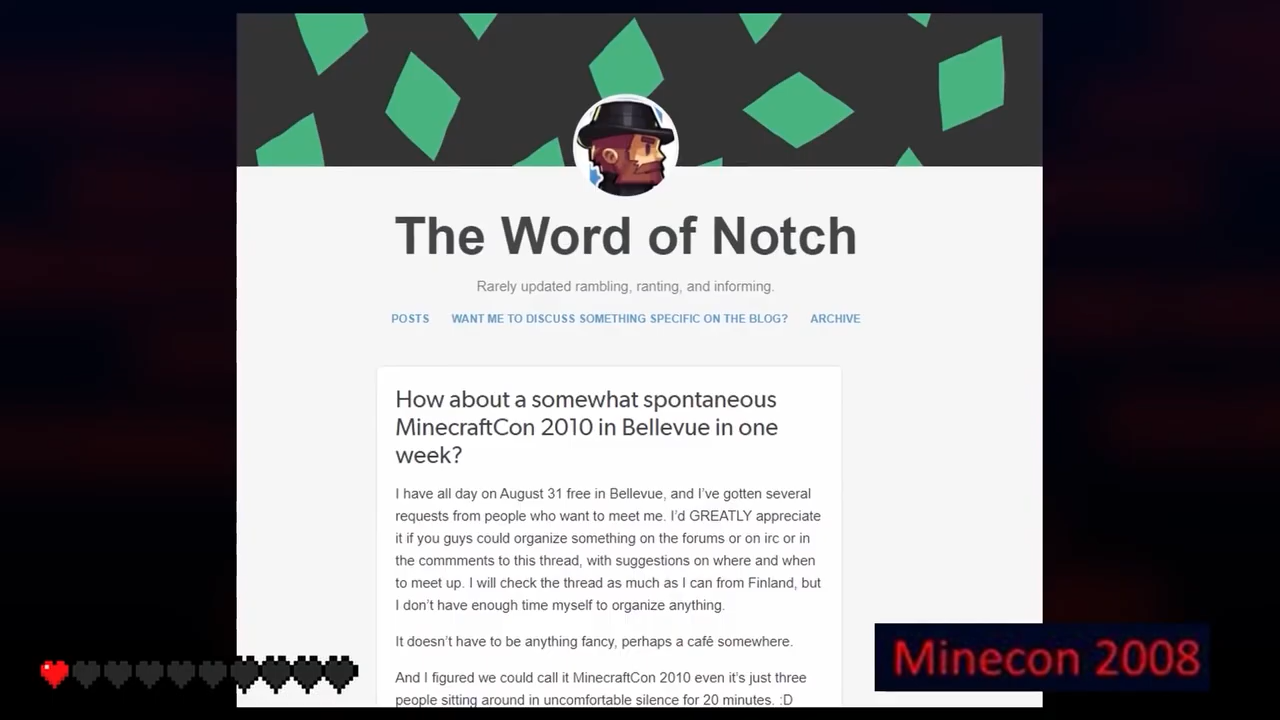 The Word of Notch
Rarely updated rambling, ranting, and informing.
POSTS WANT ME TO DISCUSS SOMETHING SPECIFIC ON THE BLOG? ARCHIVE
How about a somewhat spontaneous
MinecraftCon 2010 in Bellevue in one
week?
I have all day on August 31 free in Bellevue, and I’ve gotten several
requests from people who want to meet me. I’d GREATLY appreciate
it if you guys could organize something on the forums or on irc or in
the commments to this thread, with suggestions on where and when
to meet up. I will check the thread as much as I can from Finland, but
I don’t have enough time myself to organize anything.
It doesn’t have to be anything fancy, perhaps a café somewhere.
And I figured we could call it MinecraftCon 2010 even it’s just three
people sitting around in uncomfortable silence for 20 minutes. :D
Minecon 2008